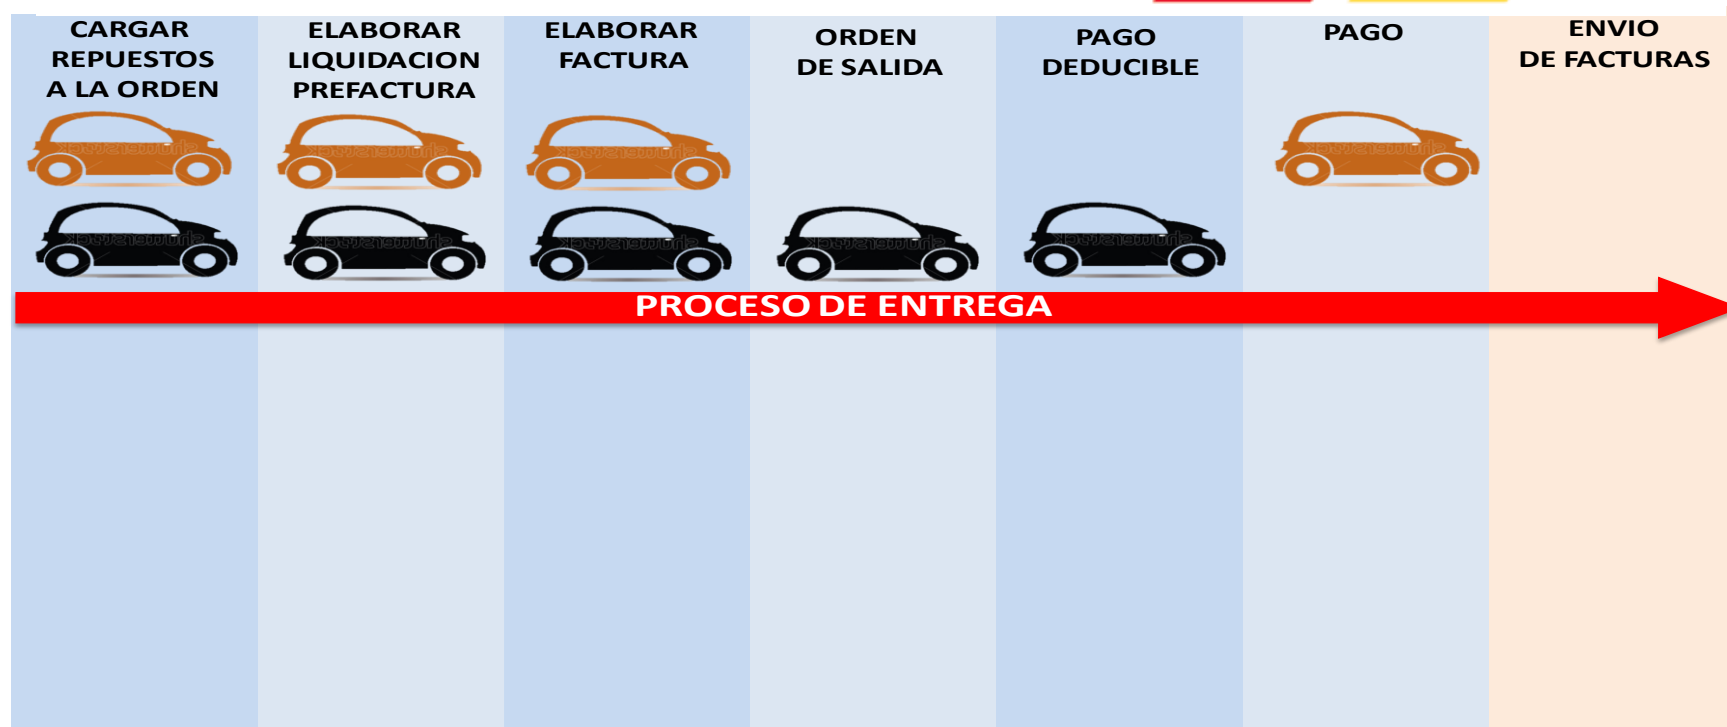 CARGAR
REPUESTOS
A LA ORDEN
ELABORAR
LIQUIDACION
PREFACTURA
ELABORAR
FACTURA
ORDEN
DE SALIDA
PAGO
DEDUCIBLE
PAGO
ENVIO
DE FACTURAS
PROCESO DE ENTREGA